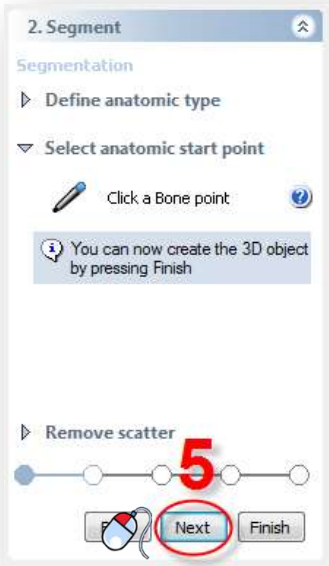 2. Segment
Segmentation
Define anatomic type
Select anatomic start point
Click a Bone point
You can now create the 3D object
by pressing Finish
Remove scatter
5
Next
Finish